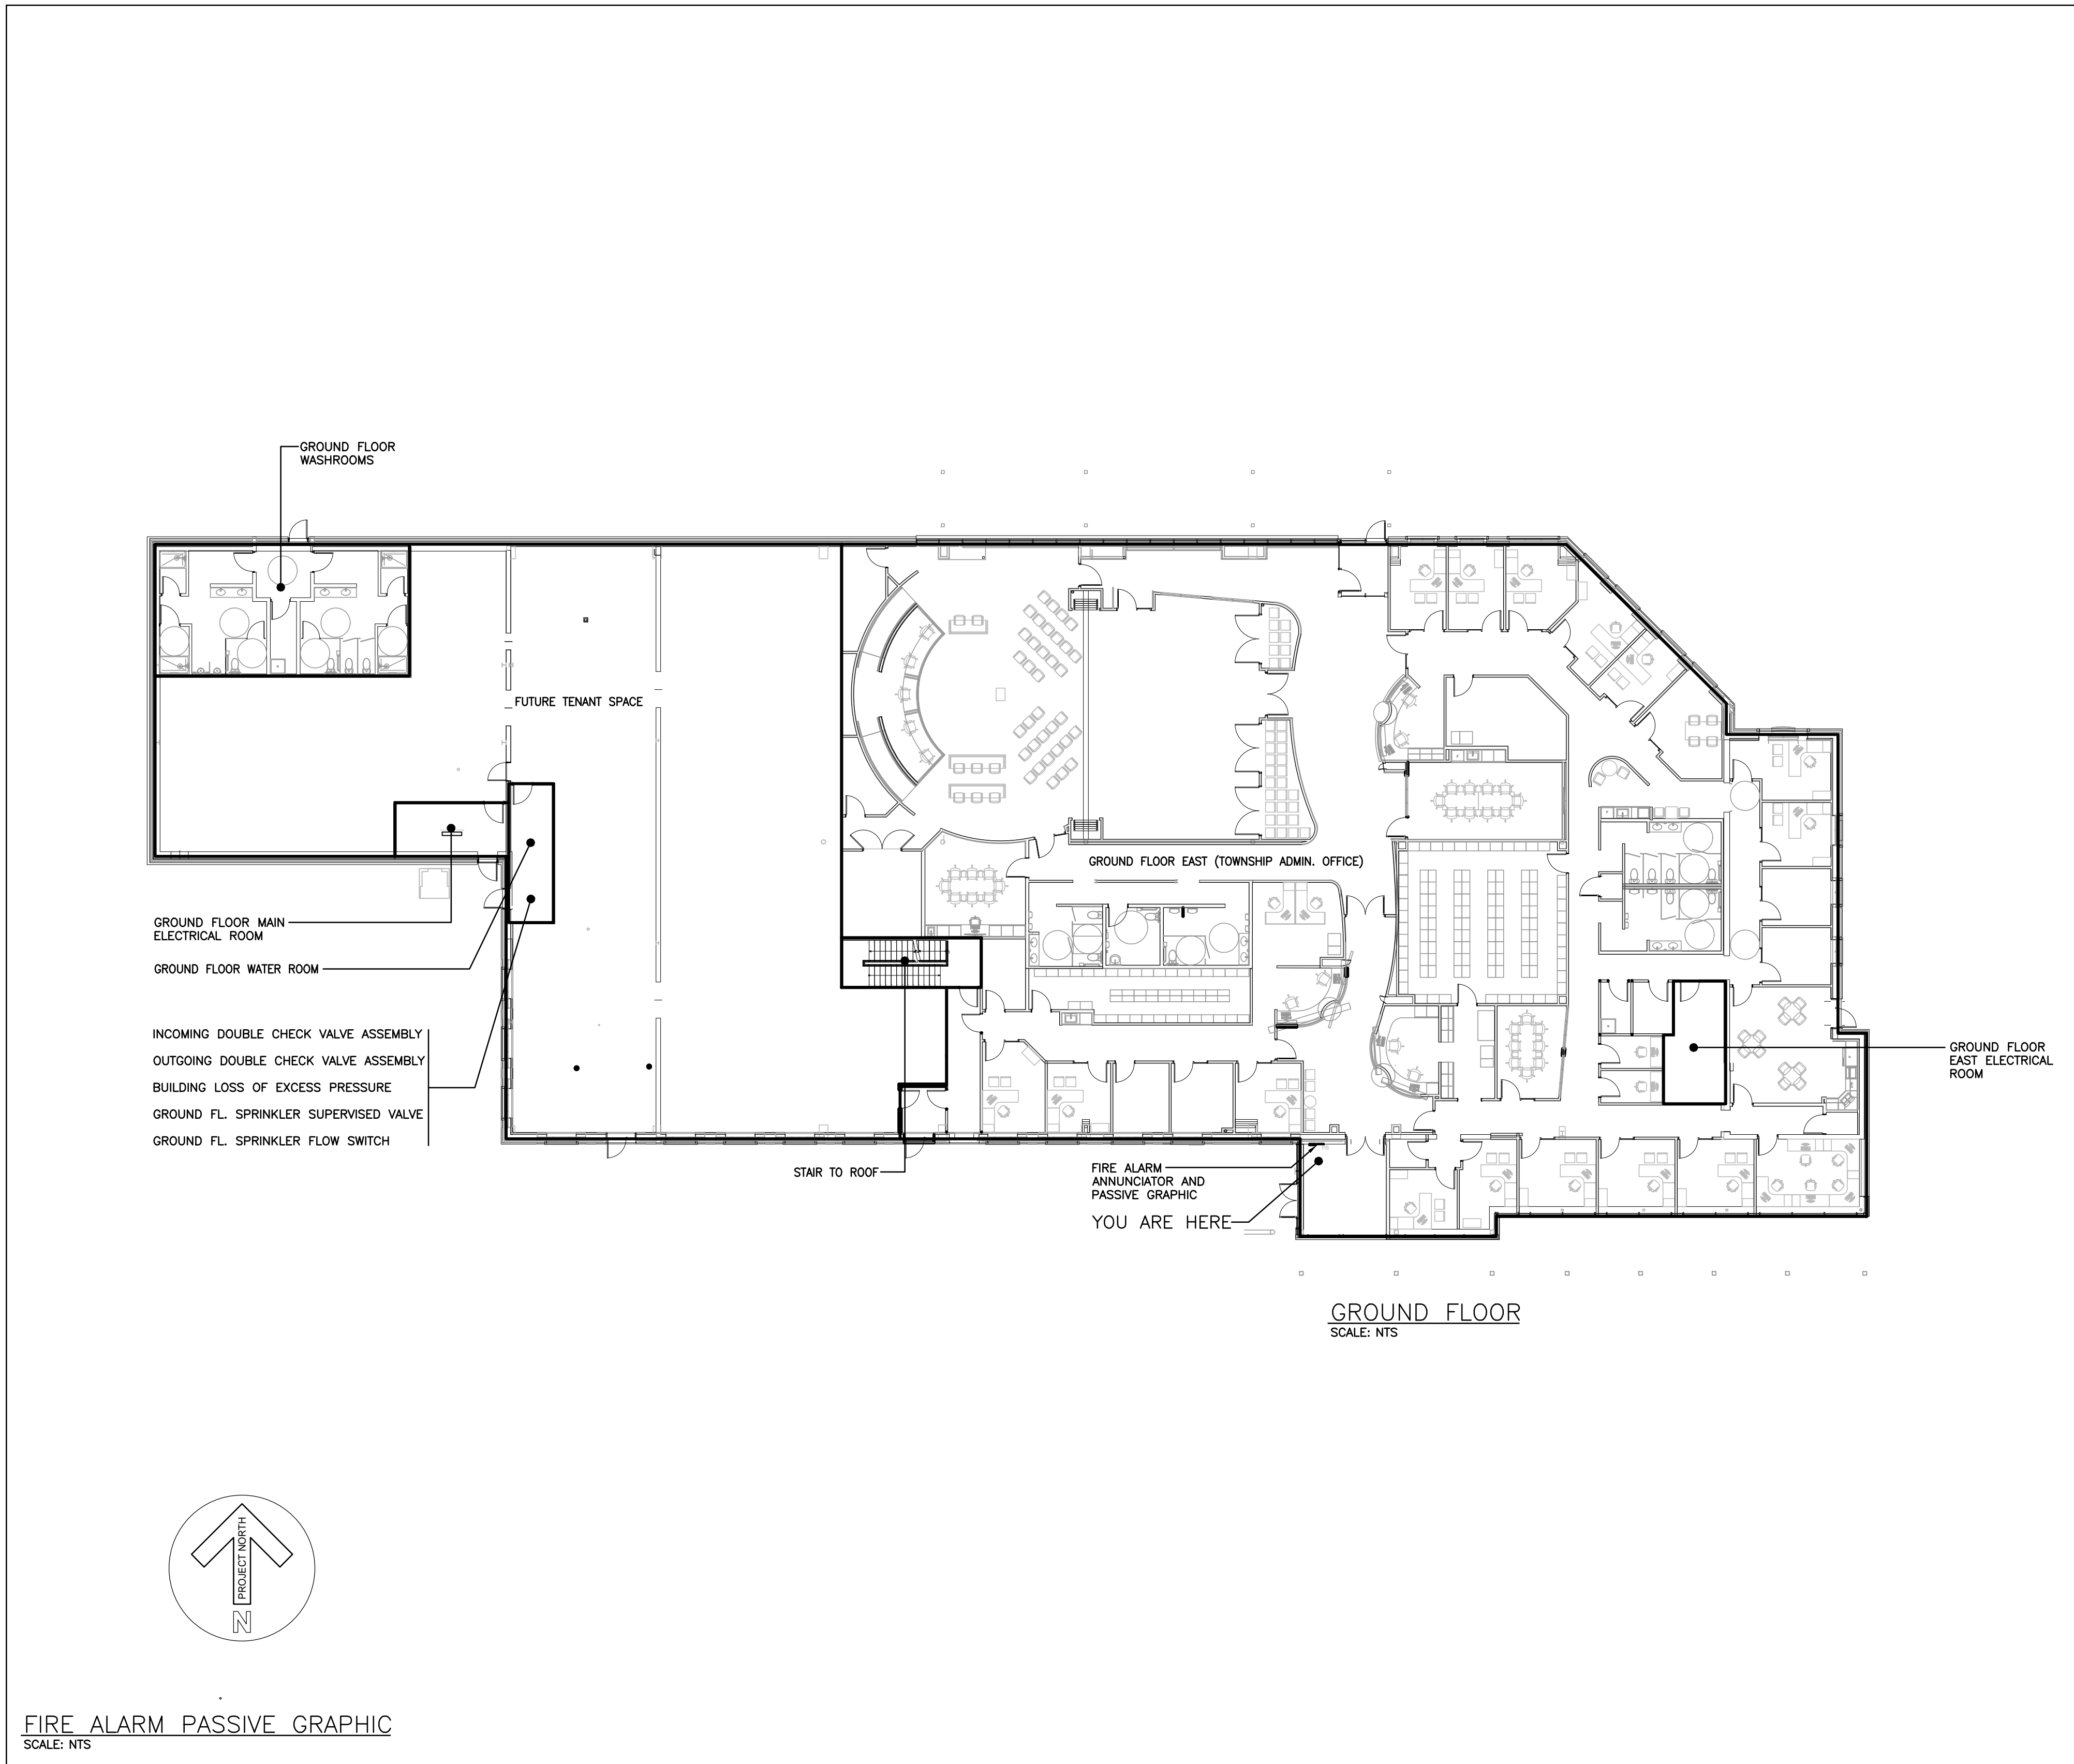 GROUND FLOOR
WASHROOMS
FUTURE TENANT SPACE
GROUND FLOOR EAST (TOWNSHIP ADMIN. OFFICE)
GROUND FLOOR MAIN
ELECTRICAL ROOM
GROUND FLOOR WATER ROOM
INCOMING DOUBLE CHECK VALVE ASSEMBLY
OUTGOING DOUBLE CHECK VALVE ASSEMBLY
BUILDING LOSS OF EXCESS PRESSURE
GROUND FL. SPRINKLER SUPERVISED VALVE
GROUND FL. SPRINKLER FLOW SWITCH
GROUND FLOOR
EAST ELECTRICAL
ROOM
STAIR TO ROOF
FIRE ALARM
ANNUNCIATOR AND
PASSIVE GRAPHIC
YOU ARE HERE
GROUND FLOOR
SCALE: NTS
PROJECT NORTH
N
FIRE ALARM PASSIVE GRAPHIC
SCALE: NTS